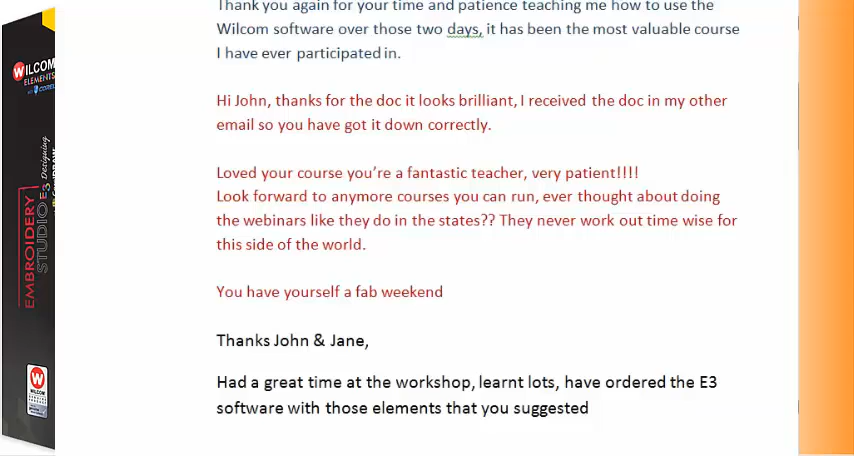 Thank you again for your time and patience teaching me how to use the
Wilcom software over those two days, it has been the most valuable course
I have ever participated in.
Hi John, thanks for the doc it looks brilliant, I received the doc in my other
email so you have got it down correctly.
Loved your course you're a fantastic teacher, very patient!!!!
Look forward to anymore courses you can run, ever thought about doing
the webinars like they do in the states?? They never work out time wise for
this side of the world.
You have yourself a fab weekend
Thanks John & Jane,
Had a great time at the workshop, learnt lots, have ordered the E3
software with those elements that you suggested
WILCOM
ELEMENTS
COREL
EMBROIDERY
STUDIO E3
Designing
WILCOM